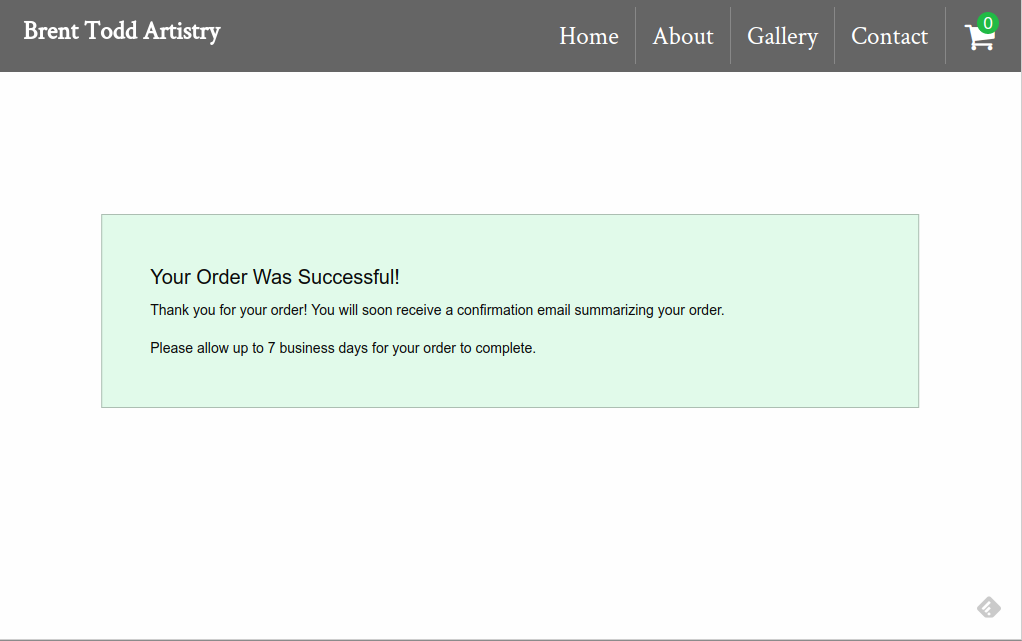 Brent Todd Artistry
Home About Gallery Contact 0
Your Order Was Successful!
Thank you for your order! You will soon receive a confirmation email summarizing your order.
Please allow up to 7 business days for your order to complete.